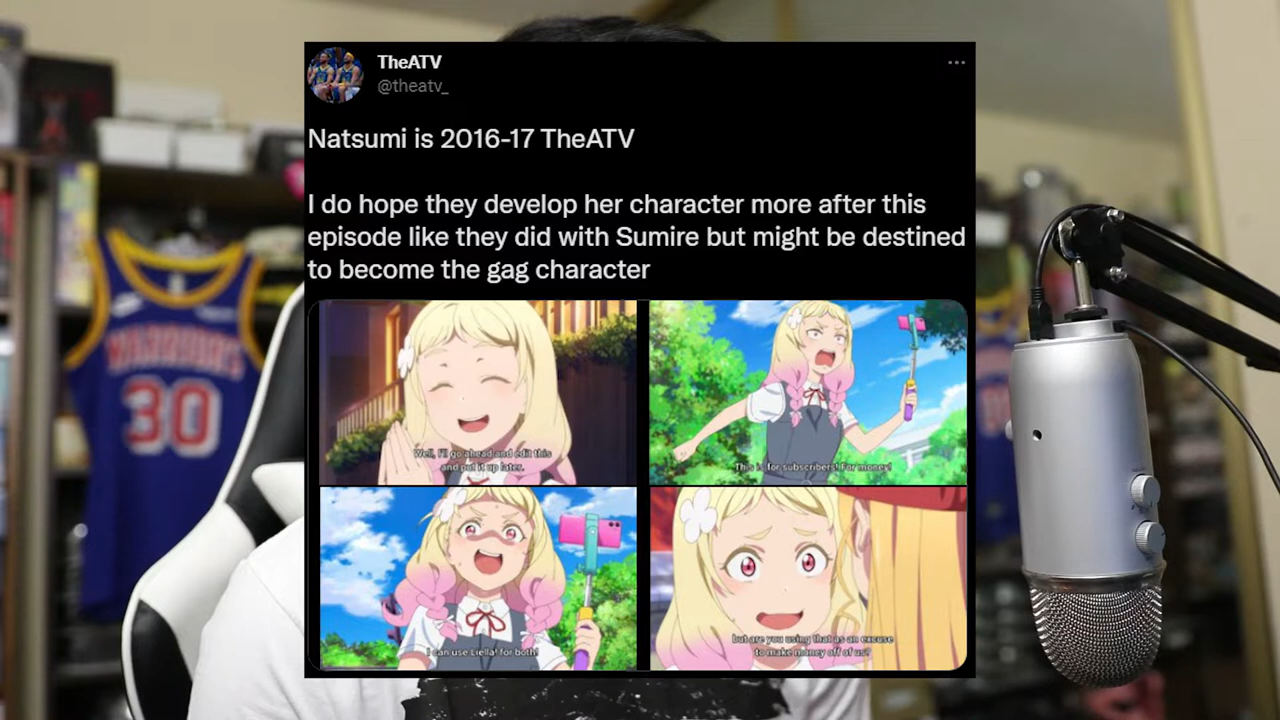 TheATV
@theatv_
Natsumi is 2016-17 TheATV
I do hope they develop her character more after this
episode like they did with Sumire but might be destined
to become the gag character
Well, I'll go ahead and edit this
and put it up later.
This is for subscribers! For money!
I can use Liella! for both!
but are you using that as an excuse
to make money off of us?
WARRIORS
30